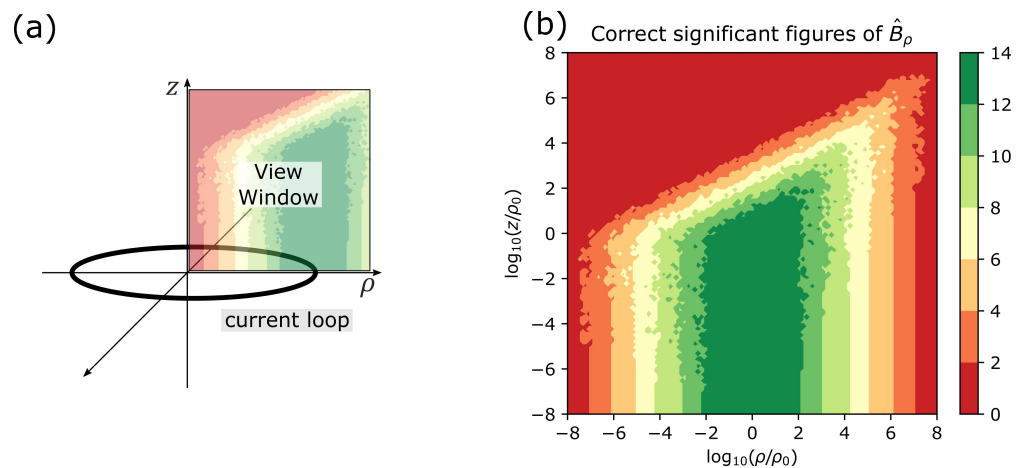 (a)
z
View
Window
ρ
current loop
(b)
Correct significant figures of B̂ρ
log₁₀(z/ρ₀)
8
6
4
2
0
−2
−4
−6
−8
−8 −6 −4 −2 0 2 4 6 8
log₁₀(ρ/ρ₀)
14
12
10
8
6
4
2
0